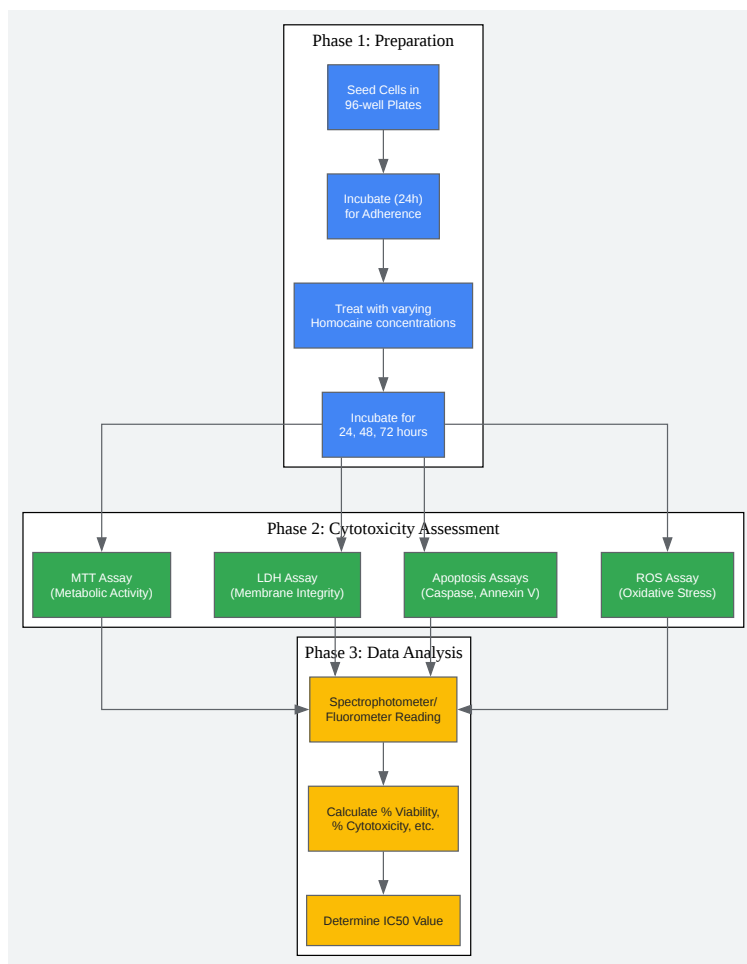 Phase 1: Preparation
Seed Cells in
96-well Plates
Incubate (24h)
for Adherence
Treat with varying
Homocaine concentrations
Incubate for
24, 48, 72 hours
Phase 2: Cytotoxicity Assessment
MTT Assay
(Metabolic Activity)
LDH Assay
(Membrane Integrity)
Apoptosis Assays
(Caspase, Annexin V)
ROS Assay
(Oxidative Stress)
Phase 3: Data Analysis
Spectrophotometer/
Fluorometer Reading
Calculate % Viability,
% Cytotoxicity, etc.
Determine IC50 Value